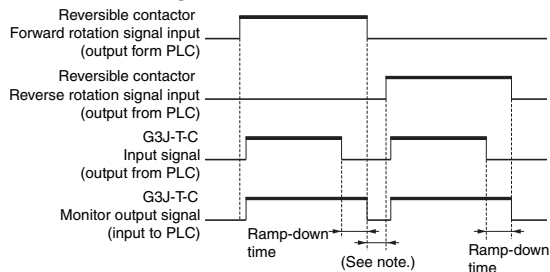 Reversible contactor
Forward rotation signal input
(output form PLC)
Reversible contactor
Reverse rotation signal input
(output from PLC)
G3J-T-C
Input signal
(output from PLC)
G3J-T-C
Monitor output signal
(input to PLC)
Ramp-down
time
(See note.)
Ramp-down
time